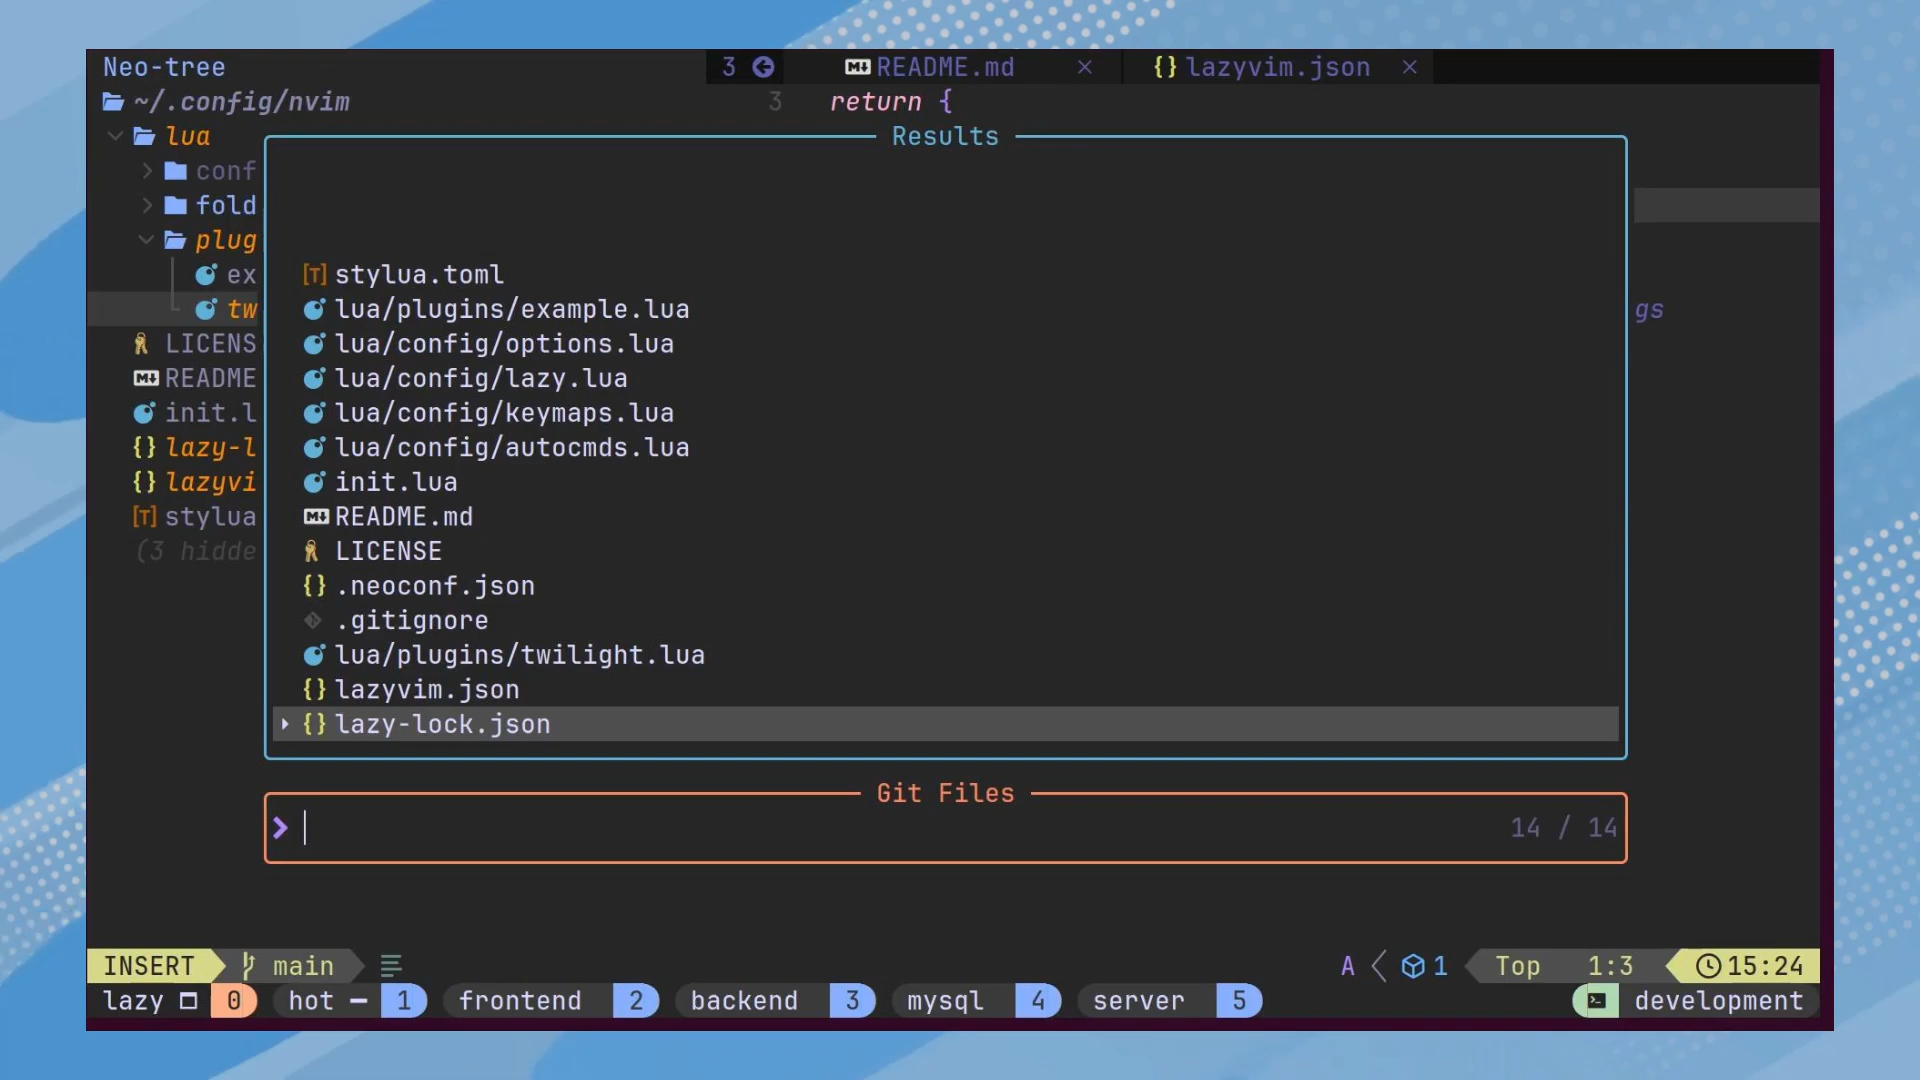 Neo-tree
3 README.md × lazyvim.json ×
~/.config/nvim
3 return {
lua
Results
conf
fold
plug
ex
tw
gs
LICENS
README
init.l
lazy-l
lazyvi
stylua
(3 hidde
stylua.toml
lua/plugins/example.lua
lua/config/options.lua
lua/config/lazy.lua
lua/config/keymaps.lua
lua/config/autocmds.lua
init.lua
README.md
LICENSE
.neoconf.json
.gitignore
lua/plugins/twilight.lua
lazyvim.json
lazy-lock.json
Git Files
14 / 14
INSERT main A 1 Top 1:3 15:24
lazy 0 hot 1 frontend 2 backend 3 mysql 4 server 5 development